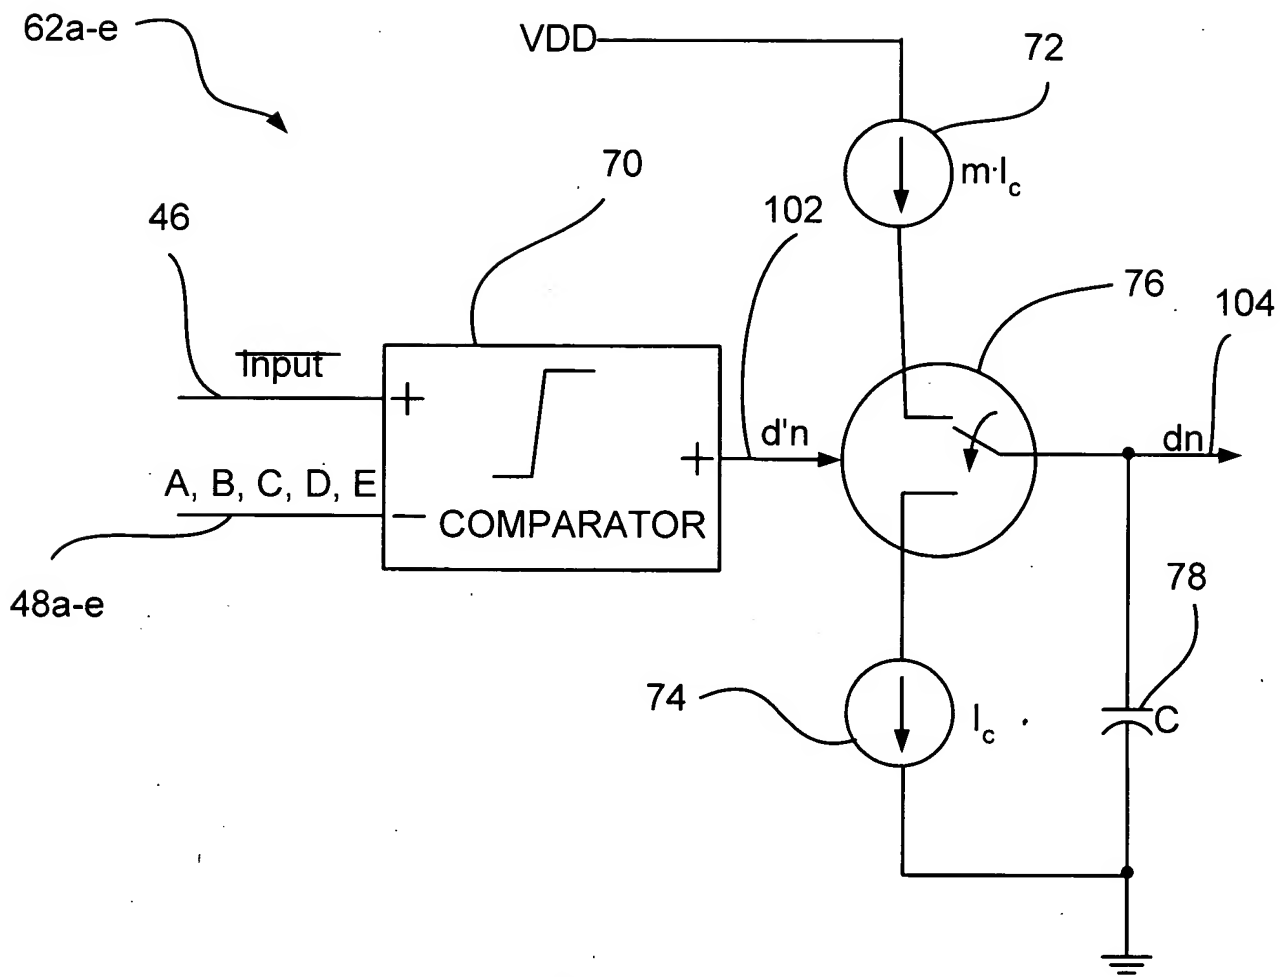 62a-e
VDD
72
m·Ic
70
102
46
76
104
Input
+
d'n
dn
+
A, B, C, D, E
−
COMPARATOR
48a-e
78
74
Ic
C